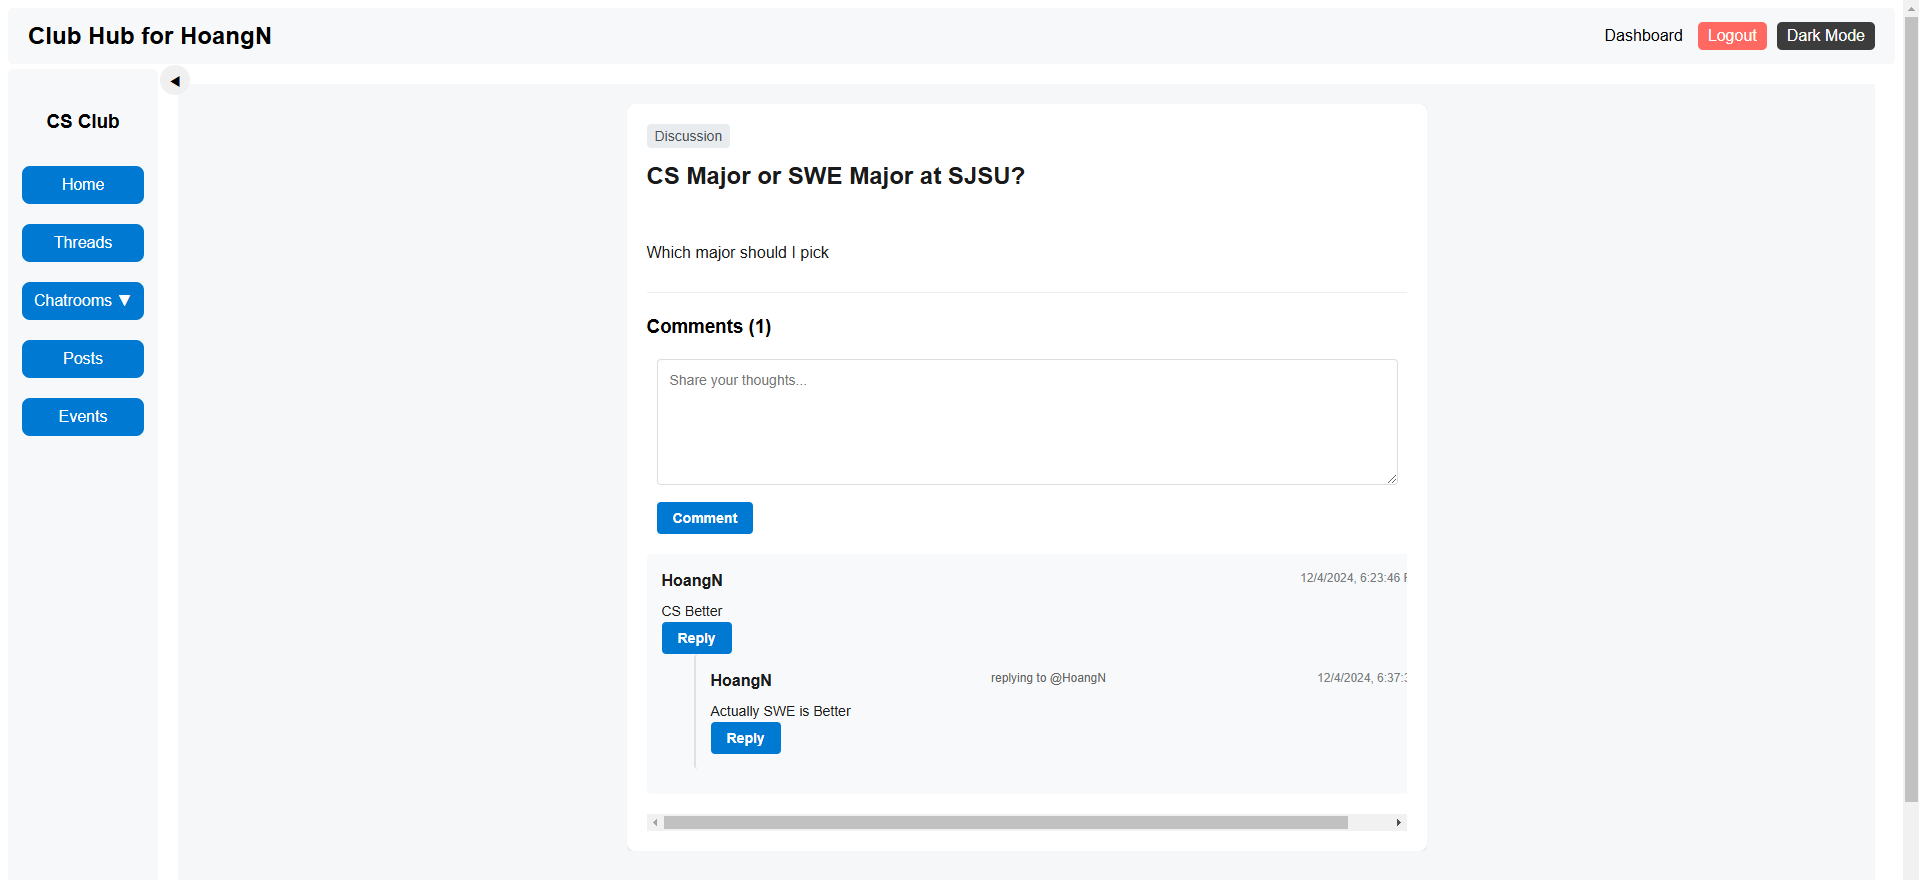 Club Hub for HoangN
Dashboard
Logout
Dark Mode
CS Club
Home
Threads
Chatrooms ▼
Posts
Events
Discussion
CS Major or SWE Major at SJSU?
Which major should I pick
Comments (1)
Share your thoughts...
Comment
HoangN 12/4/2024, 6:23:46
CS Better
Reply
HoangN replying to @HoangN 12/4/2024, 6:37:
Actually SWE is Better
Reply